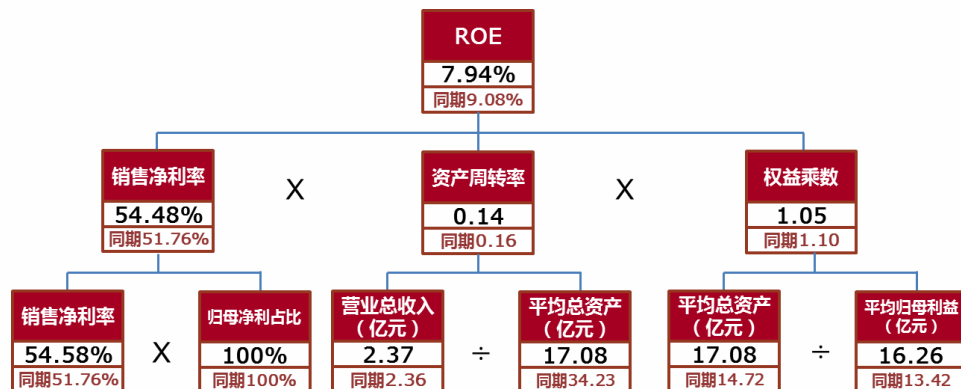 ROE
7.94%
同期9.08%
销售净利率
54.48%
同期51.76%
X
资产周转率
0.14
同期0.16
X
权益乘数
1.05
同期1.10
销售净利率
54.58%
同期51.76%
X
归母净利占比
100%
同期100%
营业总收入
（亿元）
2.37
同期2.36
÷
平均总资产
（亿元）
17.08
同期34.23
平均总资产
（亿元）
17.08
同期14.72
÷
平均归母利益
（亿元）
16.26
同期13.42